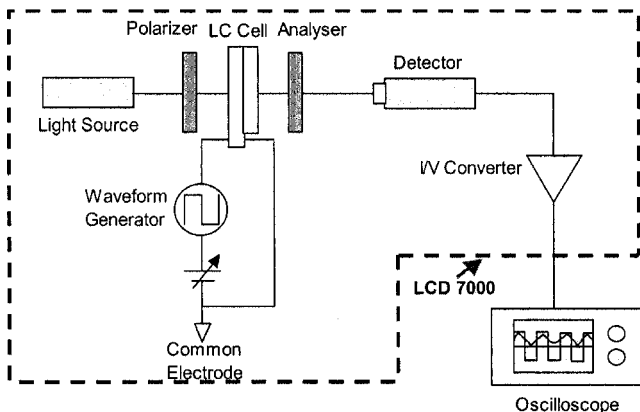 Polarizer LC Cell Analyser
Detector
Light Source
I/V Converter
Waveform
Generator
LCD 7000
Common
Electrode
Oscilloscope